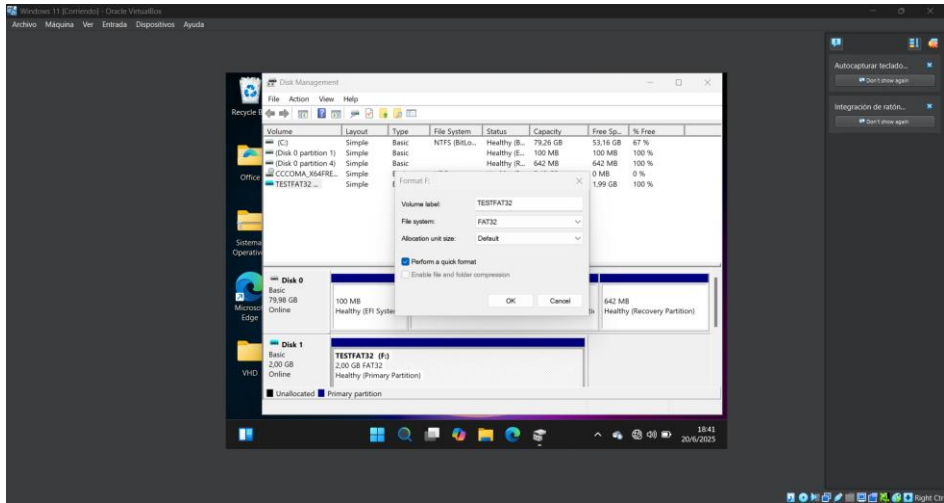 Windows 11 [Corriendo] - Oracle VirtualBox
Archivo Máquina Ver Entrada Dispositivos Ayuda
Autocapturar teclado...
Don't show again
Integración de ratón...
Don't show again
Recycle B
Office
Sistema
Operativ
Microso
Edge
VHD
Disk Management
File Action View Help
Volume Layout Type File System Status Capacity Free Sp... % Free
(C:) Simple Basic NTFS (BitLo... Healthy (B... 79,26 GB 53,16 GB 67 %
(Disk 0 partition 1) Simple Basic Healthy (E... 100 MB 100 MB 100 %
(Disk 0 partition 4) Simple Basic Healthy (R... 642 MB 642 MB 100 %
CCCOMA_X64FRE... Simple 0 MB 0 %
TESTFAT32 ... Simple 1,99 GB 100 %
Format F:
Volume label: TESTFAT32
File system: FAT32
Allocation unit size: Default
Perform a quick format
Enable file and folder compression
OK Cancel
Disk 0
Basic
79,98 GB
Online
100 MB
Healthy (EFI Syste
642 MB
Healthy (Recovery Partition)
Disk 1
Basic
2,00 GB
Online
TESTFAT32 (F:)
2,00 GB FAT32
Healthy (Primary Partition)
Unallocated Primary partition
18:41
20/6/2025
Right Ctr